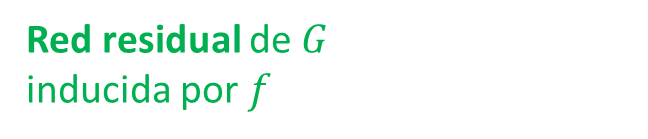 Red residual de G
inducida por f